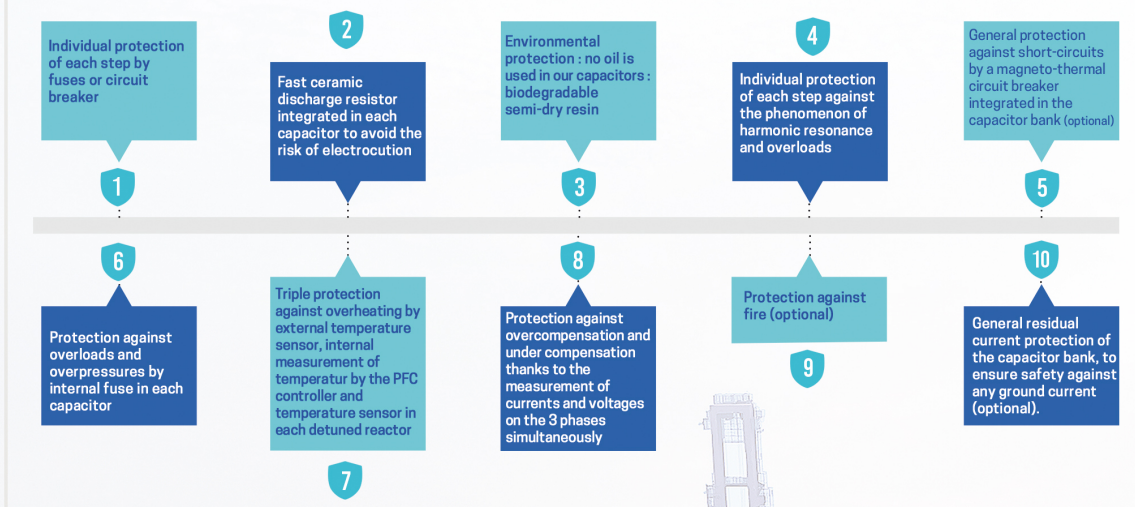 1
Individual protection
of each step by
fuses or circuit
breaker
2
Fast ceramic
discharge resistor
integrated in each
capacitor to avoid the
risk of electrocution
3
Environmental
protection : no oil is
used in our capacitors :
biodegradable
semi-dry resin
4
Individual protection
of each step against
the phenomenon of
harmonic resonance
and overloads
5
General protection
against short-circuits
by a magneto-thermal
circuit breaker
integrated in the
capacitor bank (optional)
6
Protection against
overloads and
overpressures by
internal fuse in each
capacitor
7
Triple protection
against overheating by
external temperature
sensor, internal
measurement of
temperatur by the PFC
controller and
temperature sensor in
each detuned reactor
8
Protection against
overcompensation and
under compensation
thanks to the
measurement of
currents and voltages
on the 3 phases
simultaneously
9
Protection against
fire (optional)
10
General residual
current protection of
the capacitor bank, to
ensure safety against
any ground current
(optional).